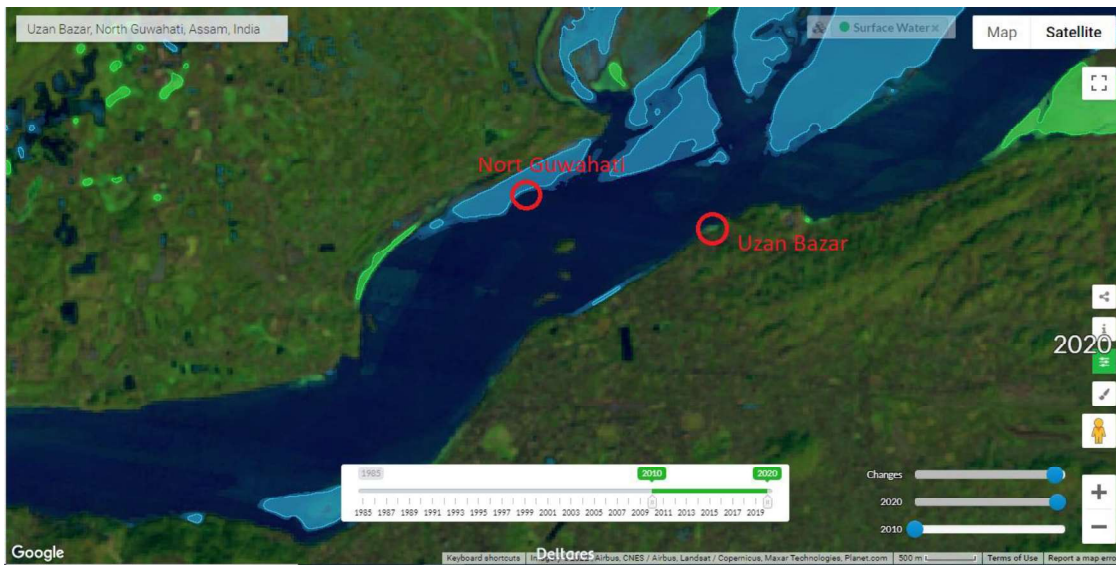 Uzan Bazar, North Guwahati, Assam, India
Surface Water ×
Map Satellite
Nort Guwahati
Uzan Bazar
2020
1985 2010 2020
1985 1987 1989 1991 1993 1995 1997 1999 2001 2003 2005 2007 2009 2011 2013 2015 2017 2019
Changes
2020
2010
Google
Deltares
Keyboard shortcuts
Airbus, CNES / Airbus, Landsat / Copernicus, Maxar Technologies, Planet.com
500 m
Terms of Use
Report a map erro